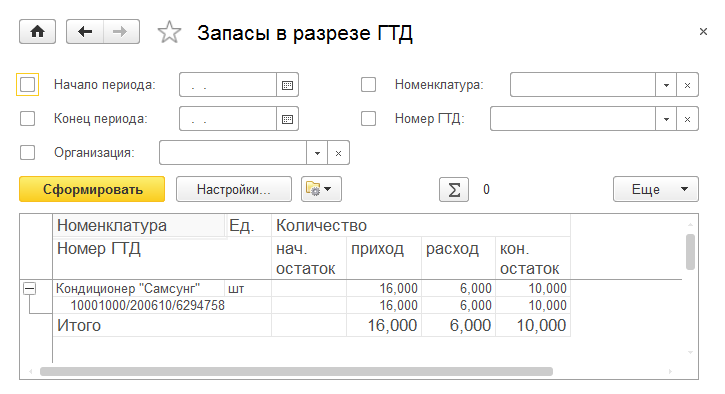 Запасы в разрезе ГТД
Начало периода: . . Номенклатура:
Конец периода: . . Номер ГТД:
Организация:
Сформировать Настройки... Σ 0 Еще
Номенклатура Ед. Количество
Номер ГТД нач. остаток приход расход кон. остаток
Кондиционер "Самсунг" шт 16,000 6,000 10,000
10001000/200610/6294758 16,000 6,000 10,000
Итого 16,000 6,000 10,000